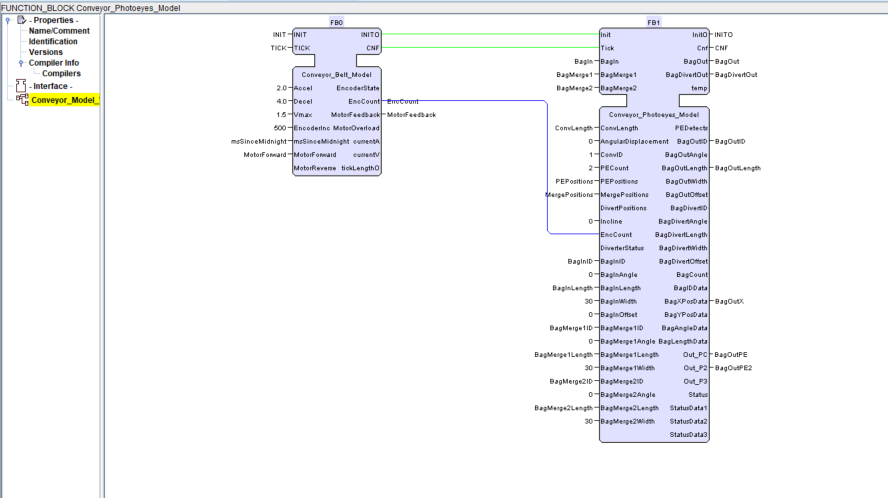 FUNCTION_BLOCK Conveyor_Photoeyes_Model
- Properties -
Name/Comment
Identification
Versions
Compiler Info
Compilers
- Interface -
Conveyor_Model_
FB0
INIT INIT INITO
TICK TICK CNF
Conveyor_Belt_Model
2.0 Accel EncoderState
4.0 Decel EncCount EncCount
1.5 Vmax MotorFeedback MotorFeedback
500 EncoderInc MotorOverload
msSinceMidnight msSinceMidnight currentA
MotorForward MotorForward currentV
MotorReverse tickLengthO
FB1
Init InitO INITO
Tick Cnf CNF
BagIn BagIn BagOut BagOut
BagMerge1 BagMerge1 BagDivertOut BagDivertOut
BagMerge2 BagMerge2 temp
Conveyor_Photoeyes_Model
ConvLength ConvLength PEDetects
0 AngularDisplacement BagOutID BagOutID
1 ConvID BagOutAngle
2 PECount BagOutLength BagOutLength
PEPositions PEPositions BagOutWidth
MergePositions MergePositions BagOutOffset
DivertPositions BagDivertID
0 Incline BagDivertAngle
EncCount BagDivertLength
DiverterStatus BagDivertWidth
BagInID BagInID BagDivertOffset
0 BagInAngle BagCount
BagInLength BagInLength BagIDData
30 BagInWidth BagXPosData BagOutX
0 BagInOffset BagYPosData
BagMerge1ID BagMerge1ID BagAngleData
0 BagMerge1Angle BagLengthData
BagMerge1Length BagMerge1Length Out_PC BagOutPE
30 BagMerge1Width Out_P2 BagOutPE2
BagMerge2ID BagMerge2ID Out_P3
0 BagMerge2Angle Status
BagMerge2Length BagMerge2Length StatusData1
30 BagMerge2Width StatusData2
StatusData3